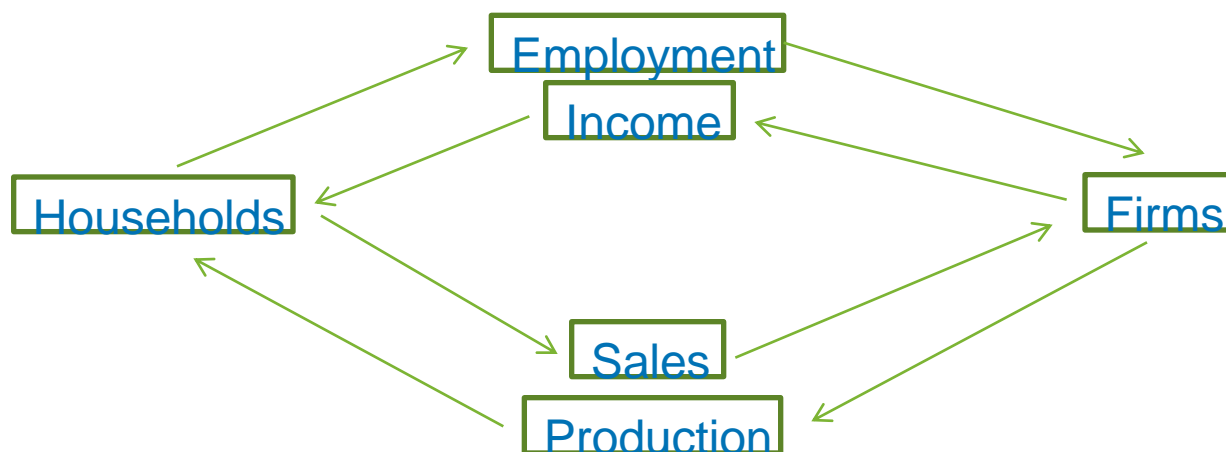 Employment
Income
Households
Firms
Sales
Production